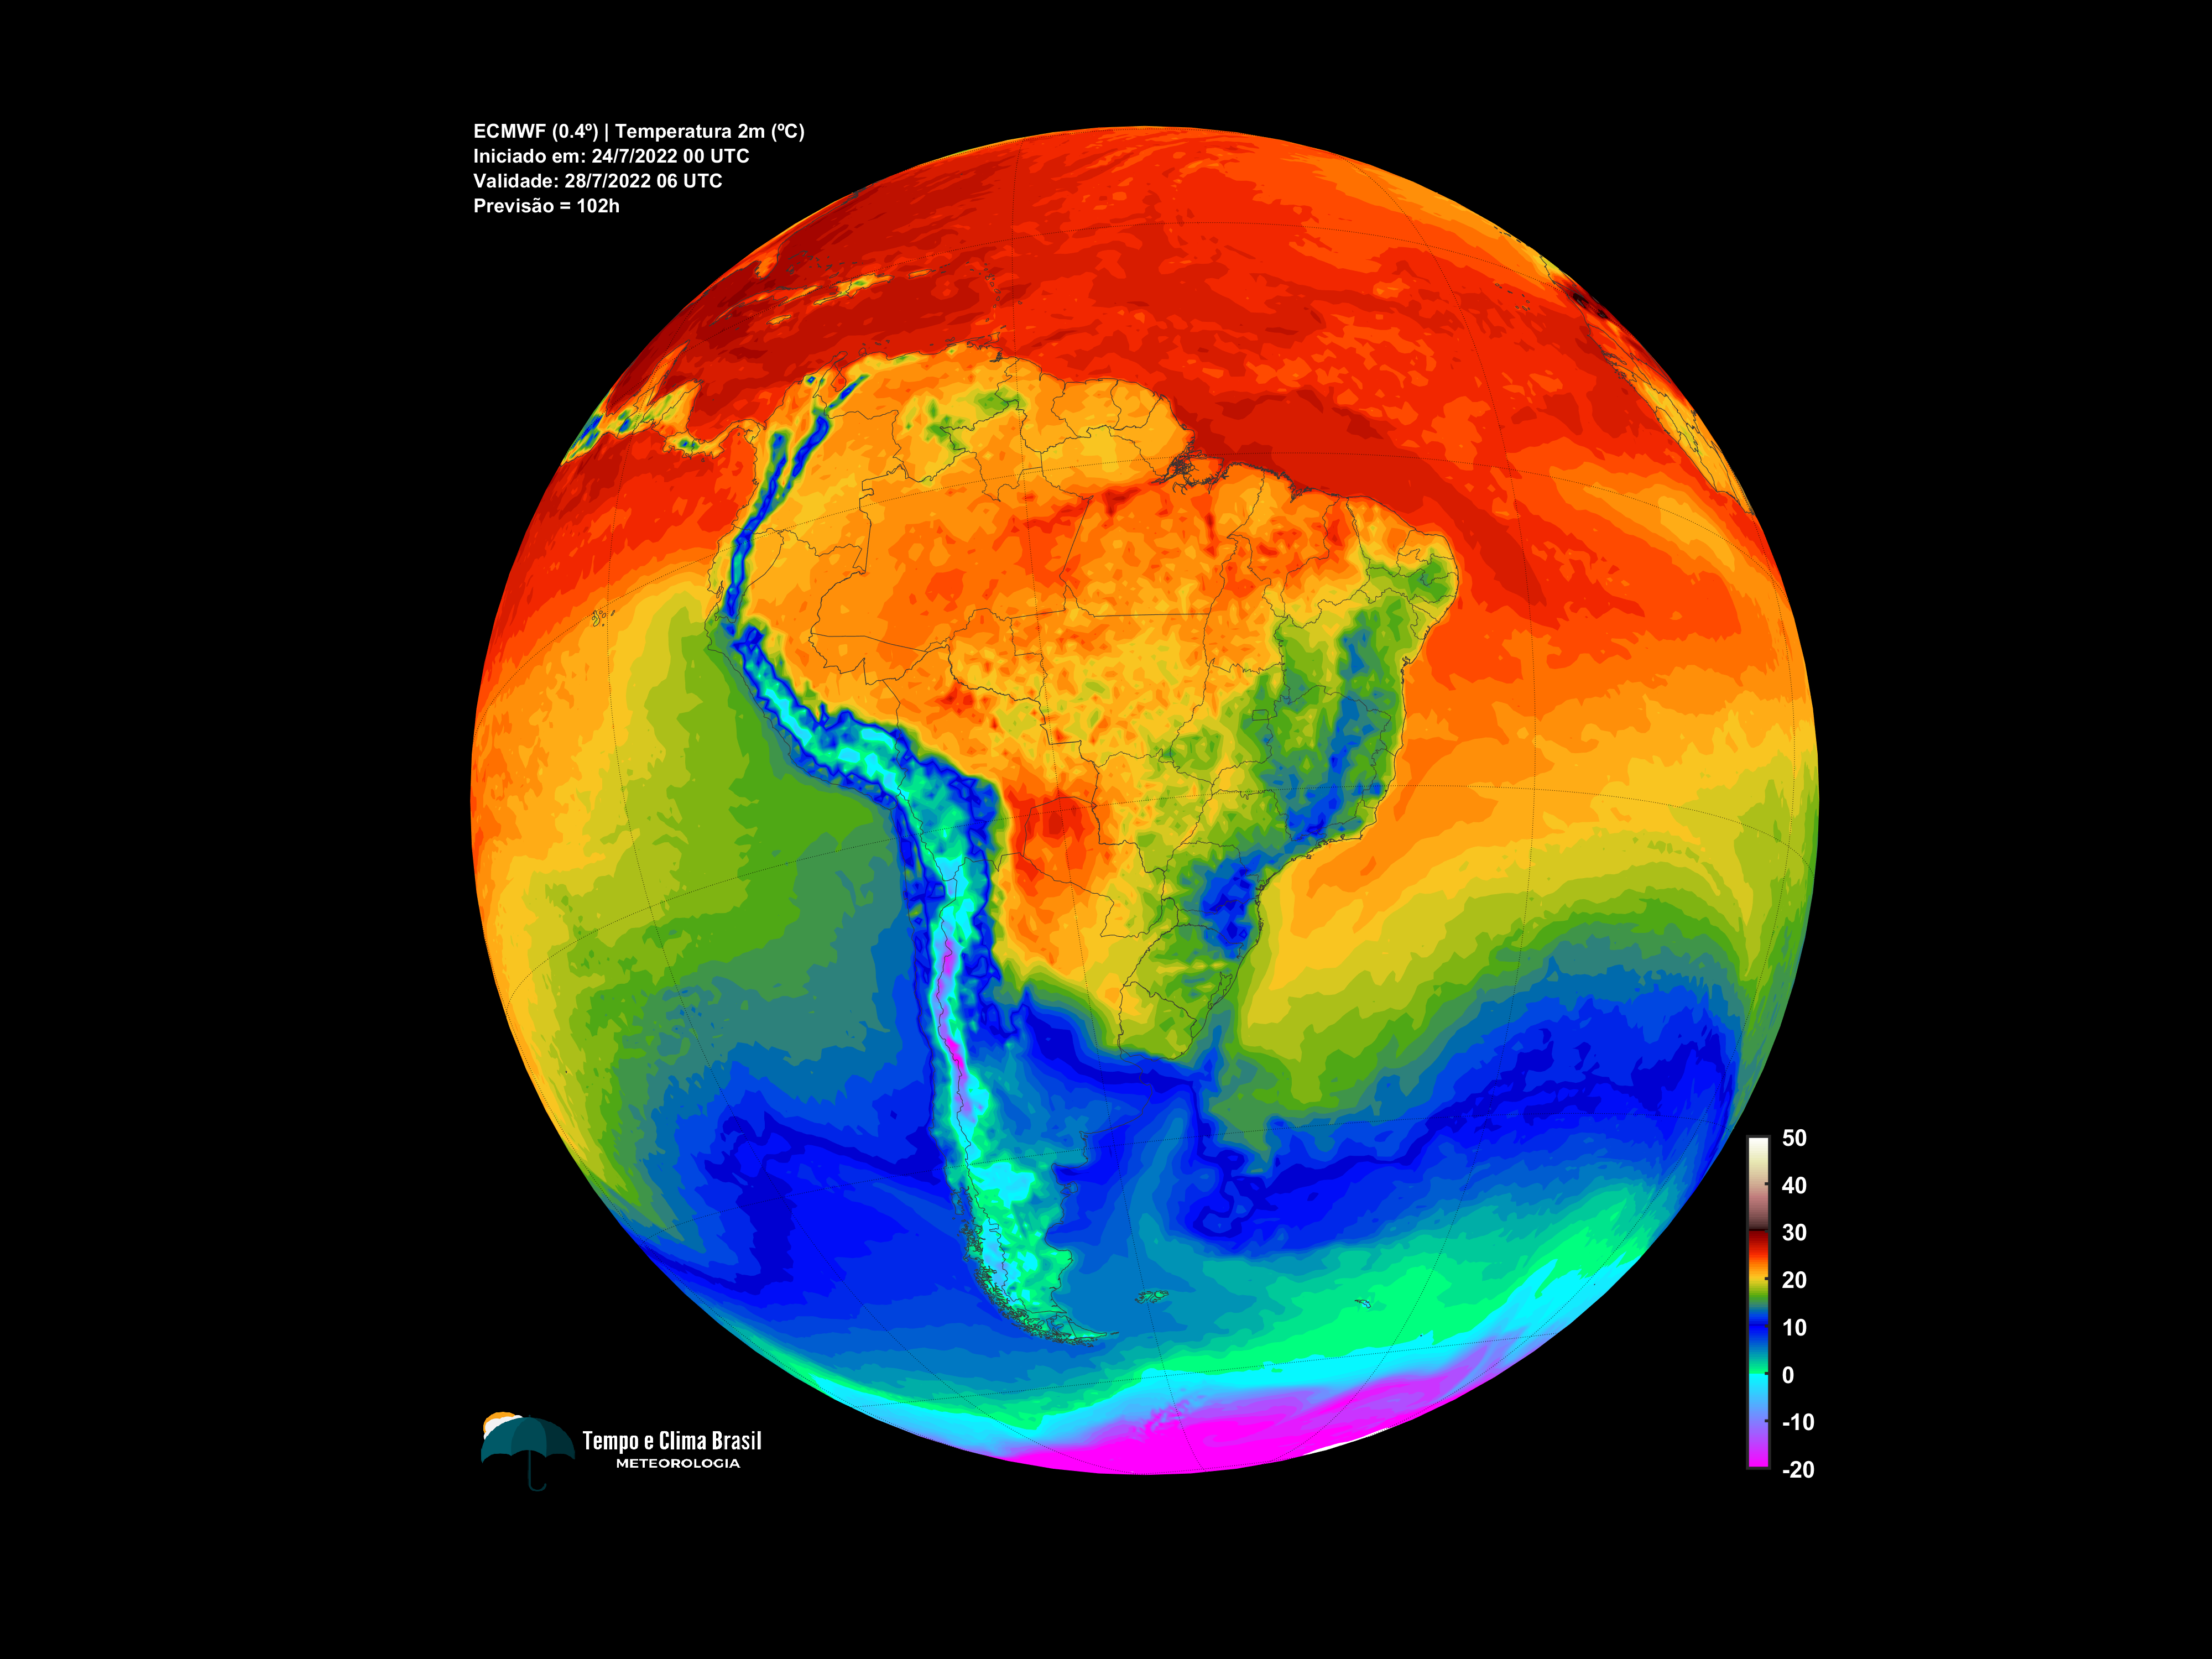 ECMWF (0.4º) | Temperatura 2m (ºC)
Iniciado em: 24/7/2022 00 UTC
Validade: 28/7/2022 06 UTC
Previsão = 102h
50
40
30
20
10
0
-10
-20
Tempo e Clima Brasil
METEOROLOGIA